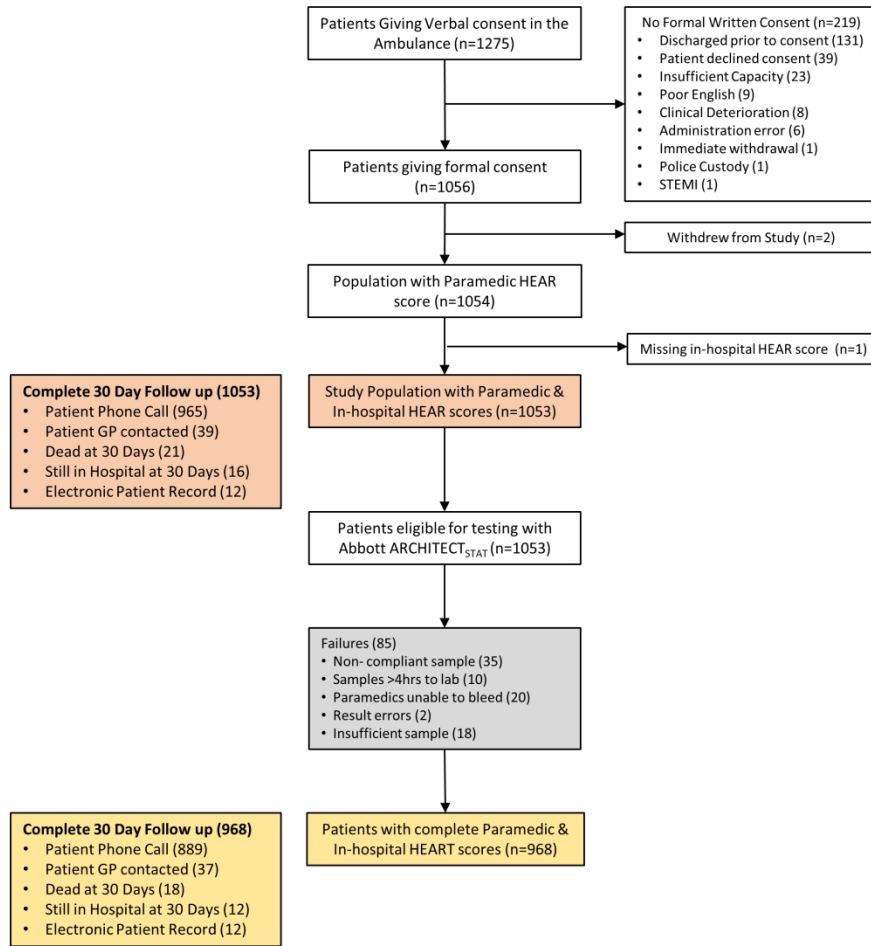 Patients Giving Verbal consent in the
Ambulance (n=1275)
No Formal Written Consent (n=219)
• Discharged prior to consent (131)
• Patient declined consent (39)
• Insufficient Capacity (23)
• Poor English (9)
• Clinical Deterioration (8)
• Administration error (6)
• Immediate withdrawal (1)
• Police Custody (1)
• STEMI (1)
Patients giving formal consent
(n=1056)
Withdrew from Study (n=2)
Population with Paramedic HEAR
score (n=1054)
Missing in-hospital HEAR score (n=1)
Complete 30 Day Follow up (1053)
• Patient Phone Call (965)
• Patient GP contacted (39)
• Dead at 30 Days (21)
• Still in Hospital at 30 Days (16)
• Electronic Patient Record (12)
Study Population with Paramedic &
In-hospital HEAR scores (n=1053)
Patients eligible for testing with
Abbott ARCHITECTSTAT (n=1053)
Failures (85)
• Non- compliant sample (35)
• Samples >4hrs to lab (10)
• Paramedics unable to bleed (20)
• Result errors (2)
• Insufficient sample (18)
Complete 30 Day Follow up (968)
• Patient Phone Call (889)
• Patient GP contacted (37)
• Dead at 30 Days (18)
• Still in Hospital at 30 Days (12)
• Electronic Patient Record (12)
Patients with complete Paramedic &
In-hospital HEART scores (n=968)